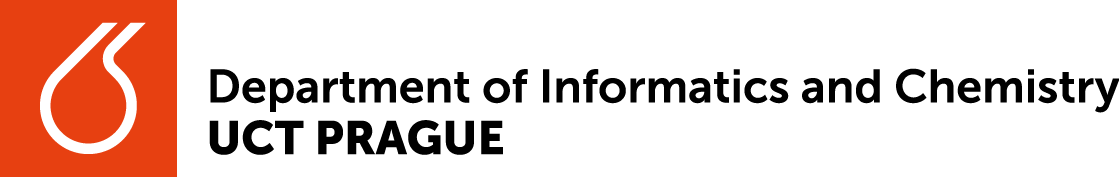 Department of Informatics and Chemistry
UCT PRAGUE